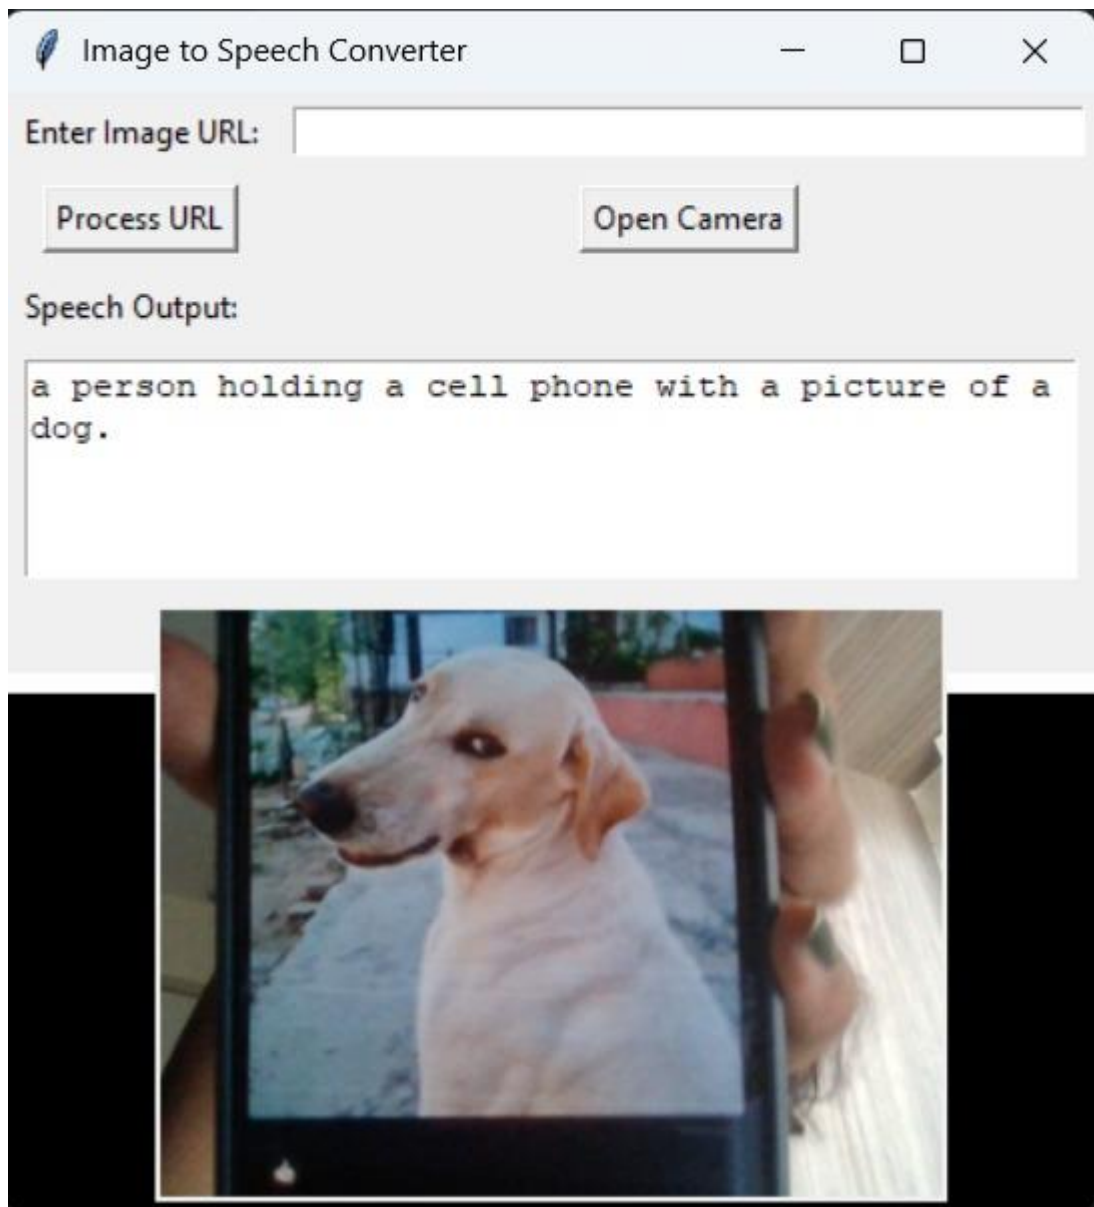 Image to Speech Converter
Enter Image URL:
Process URL Open Camera
Speech Output:
a person holding a cell phone with a picture of a
dog.